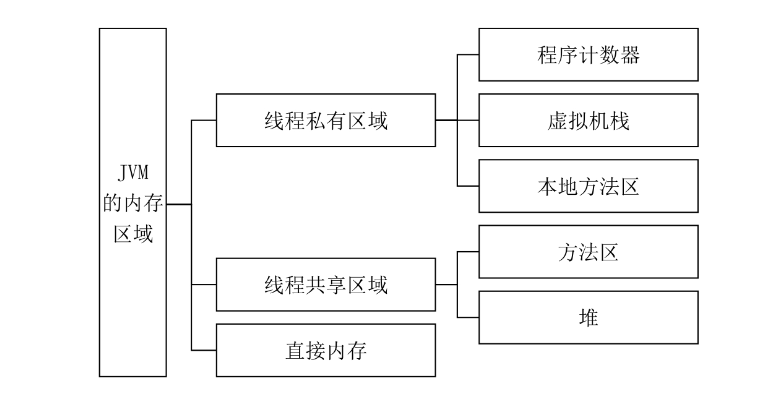 JVM
的内存
区域
线程私有区域
程序计数器
虚拟机栈
本地方法区
线程共享区域
方法区
堆
直接内存